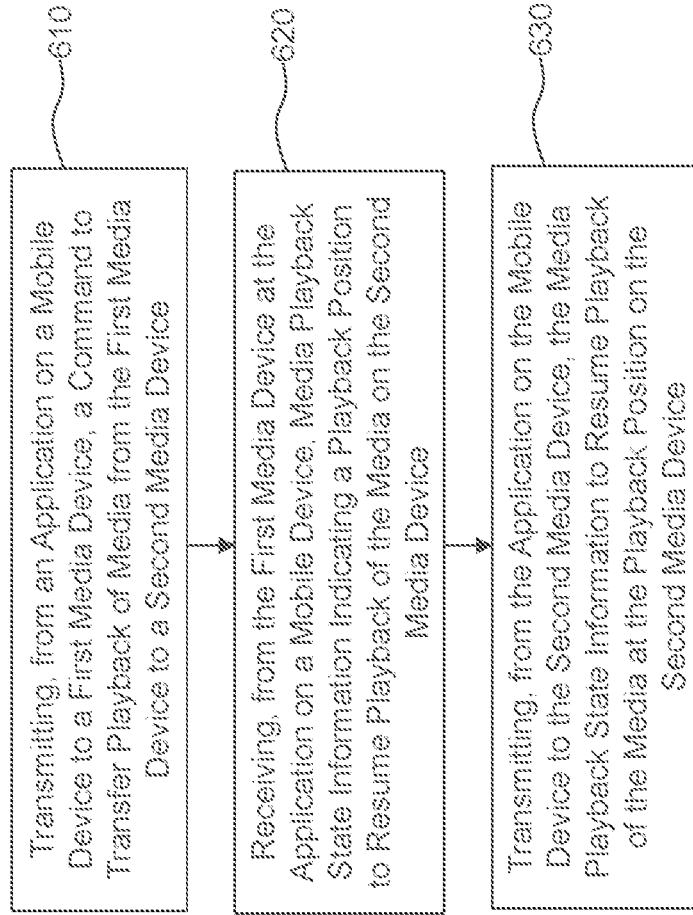 Transmitting, from an Application on a Mobile
Device to a First Media Device, a Command to
Transfer Playback of Media from the First Media
Device to a Second Media Device
610
Receiving, from the First Media Device at the
Application on a Mobile Device, Media Playback
State Information Indicating a Playback Position
to Resume Playback of the Media on the Second
Media Device
620
Transmitting, from the Application on the Mobile
Device to the Second Media Device, the Media
Playback State Information to Resume Playback
of the Media at the Playback Position on the
Second Media Device
630